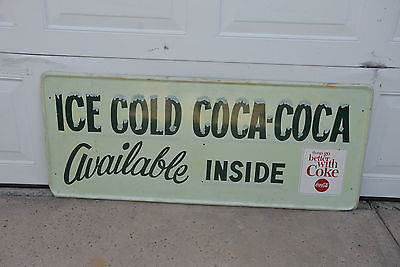 ICE COLD COCA-COCA
Available INSIDE
things go
better
with
Coke
Coca-Cola